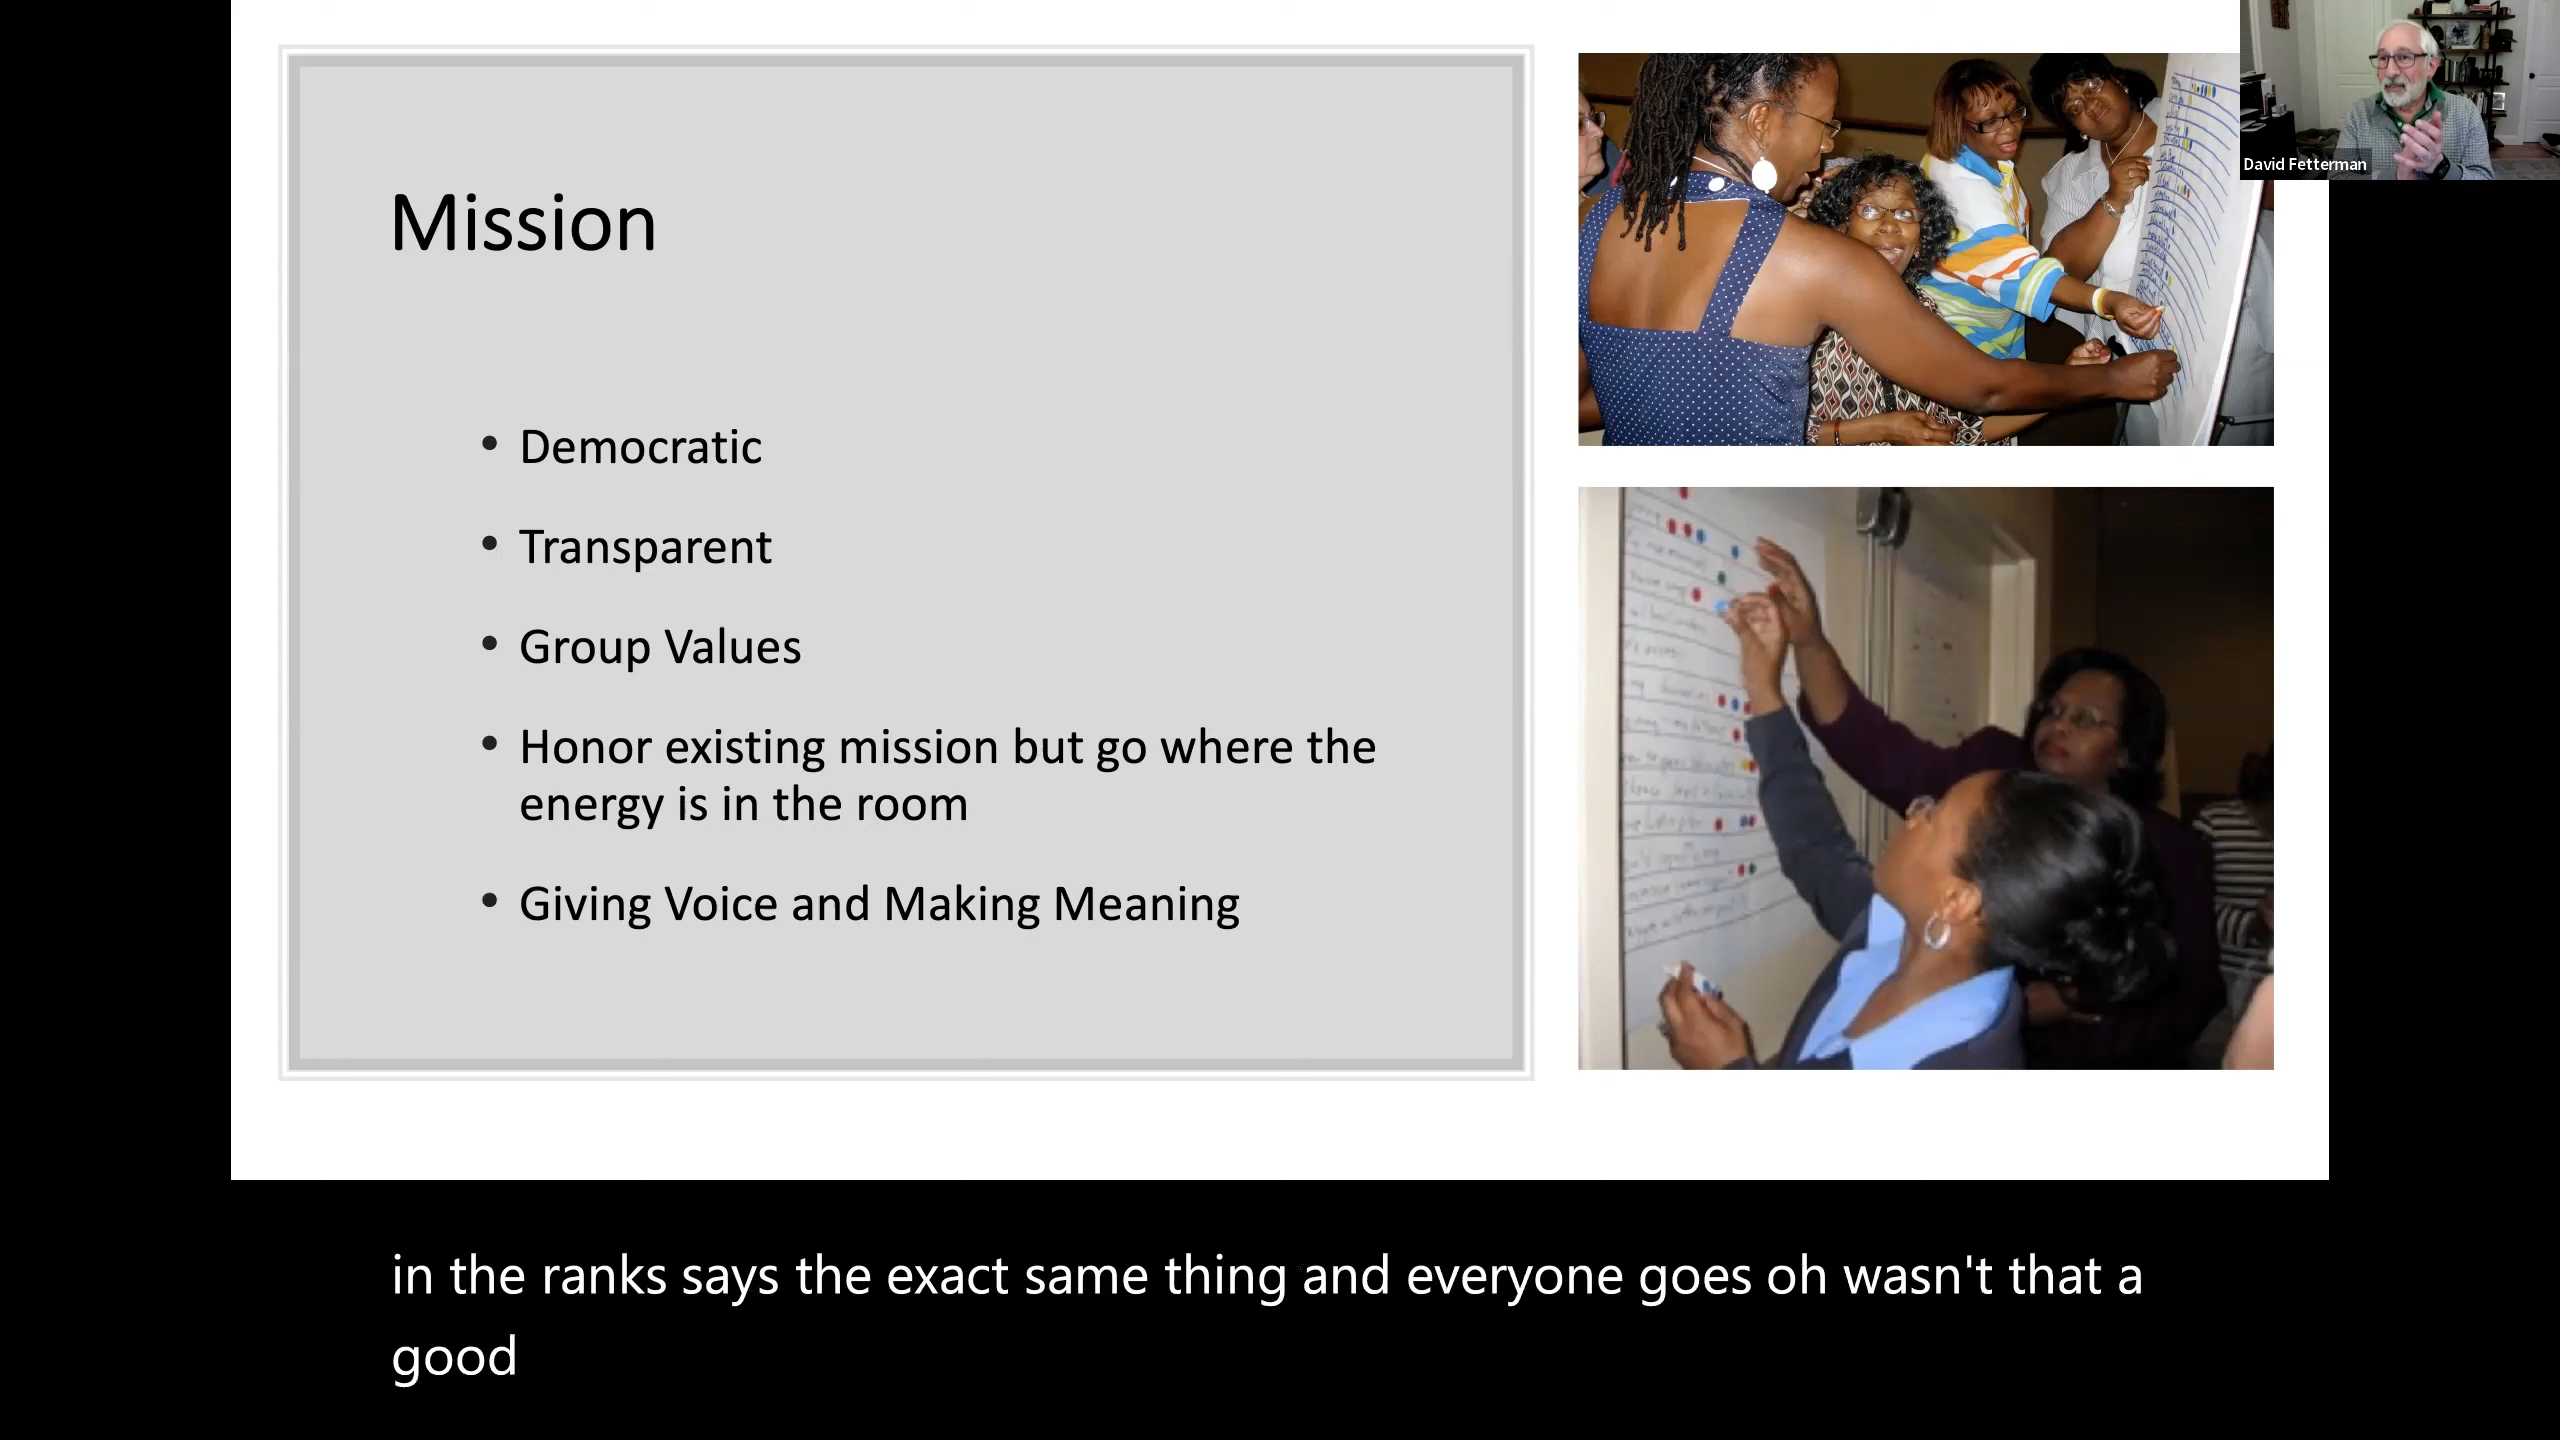 Mission
• Democratic
• Transparent
• Group Values
• Honor existing mission but go where the
energy is in the room
• Giving Voice and Making Meaning
David Fetterman
in the ranks says the exact same thing and everyone goes oh wasn't that a
good